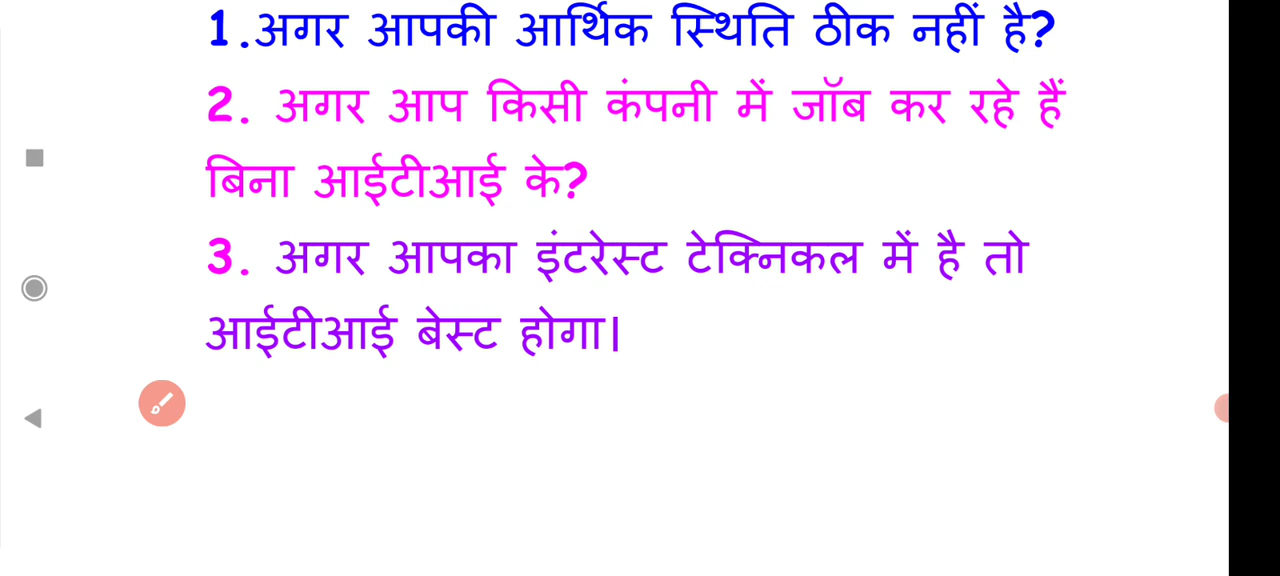 1.अगर आपकी आर्थिक स्थिति ठीक नहीं है?
2. अगर आप किसी कंपनी में जॉब कर रहे हैं
बिना आईटीआई के?
3. अगर आपका इंटरेस्ट टेक्निकल में है तो
आईटीआई बेस्ट होगा।